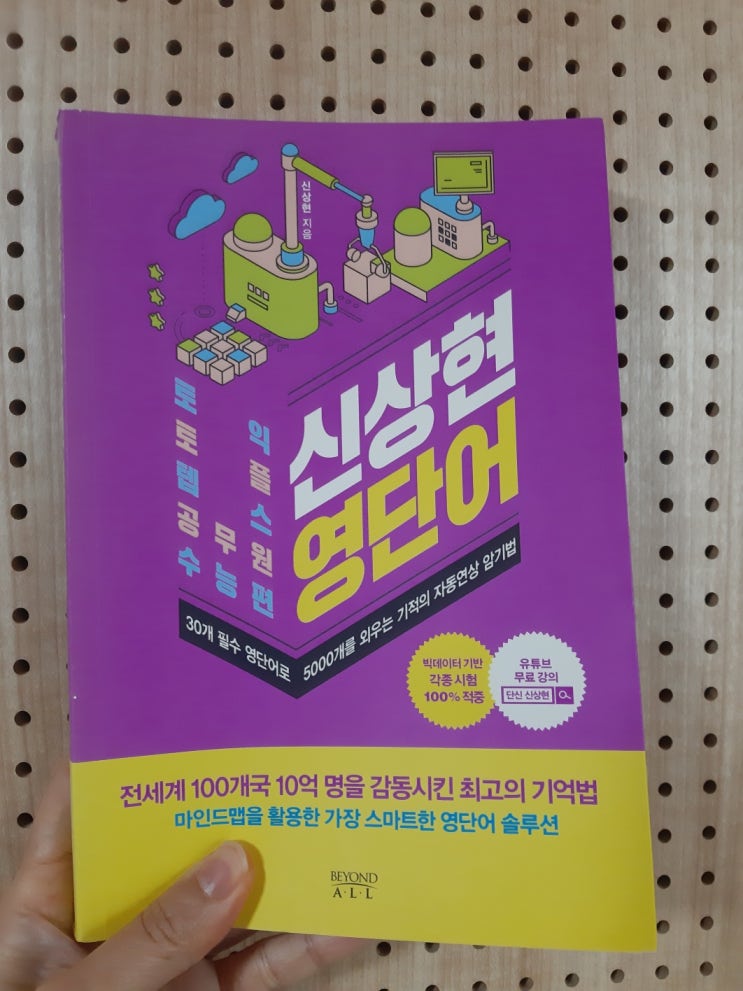 신상현 지음
신상현
영단어
토익
토플
텝스
공무원
수능편
30개 필수 영단어로 5000개를 외우는 기적의 자동연상 암기법
빅데이터 기반
각종 시험
100% 적중
유튜브
무료 강의
단신 신상현
전세계 100개국 10억 명을 감동시킨 최고의 기억법
마인드맵을 활용한 가장 스마트한 영단어 솔루션
BEYOND
A·L·L